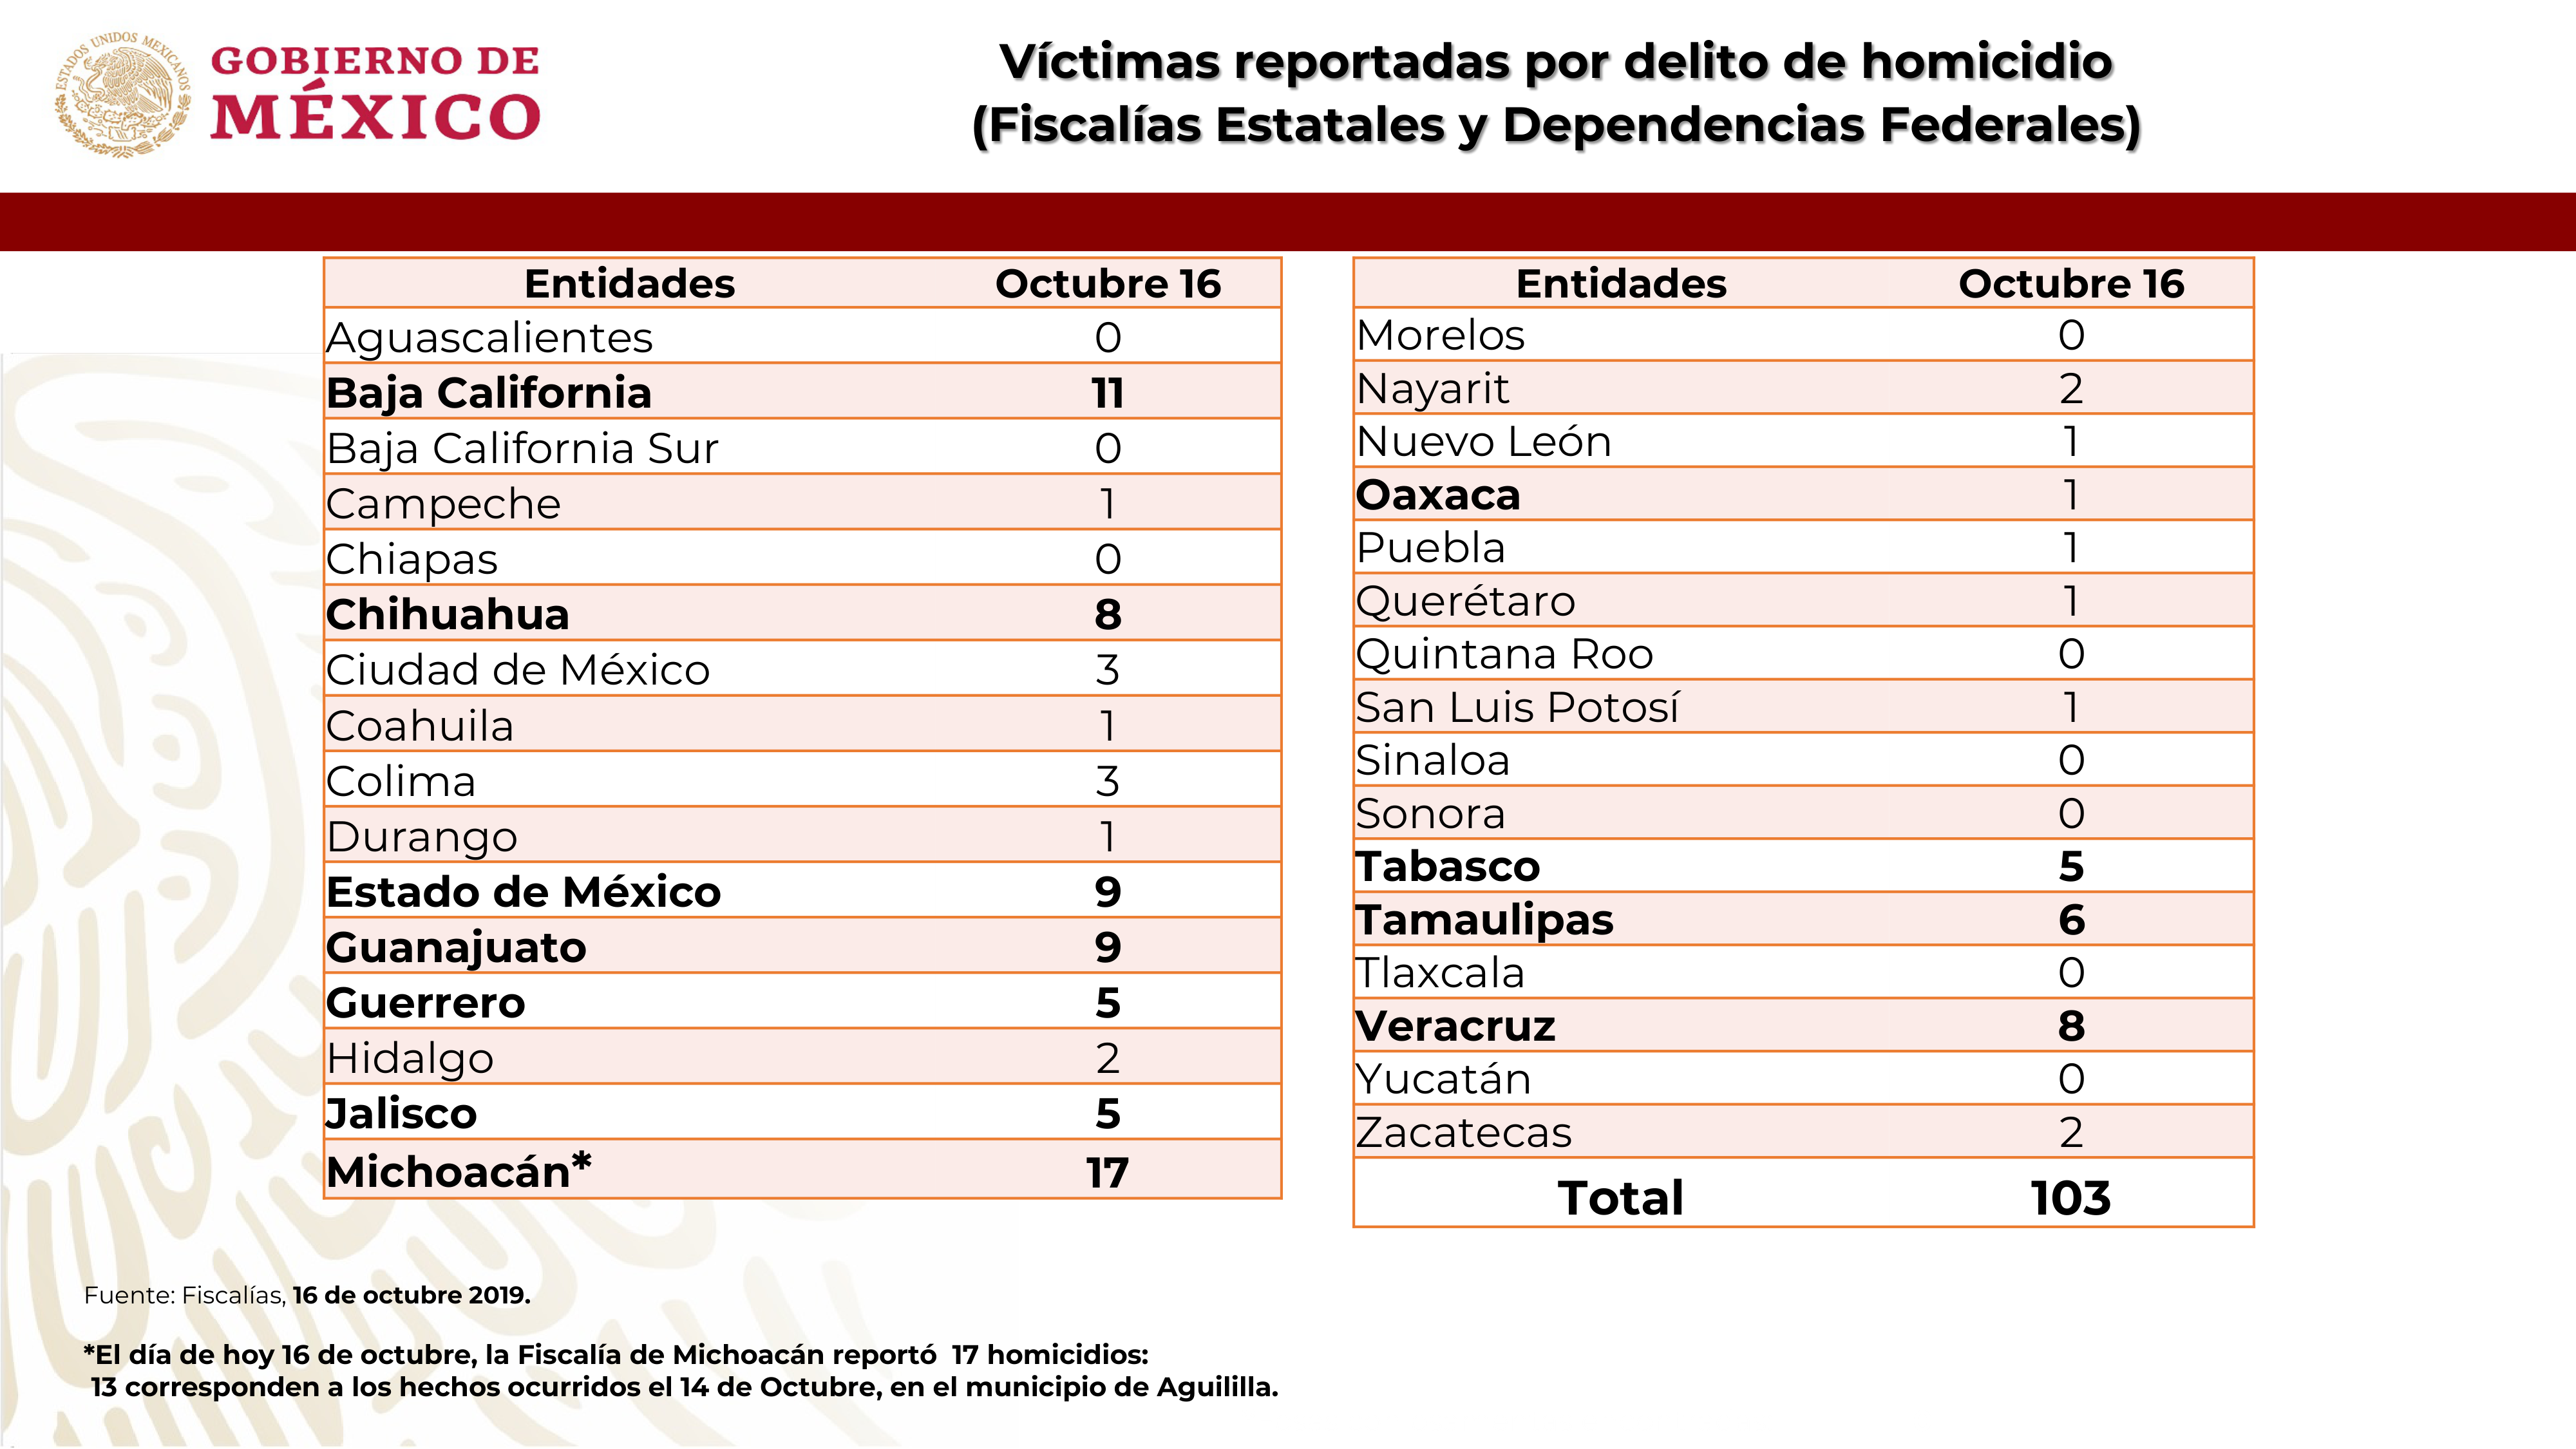 ESTADOS UNIDOS MEXICANOS
GOBIERNO DE
MÉXICO
Víctimas reportadas por delito de homicidio
(Fiscalías Estatales y Dependencias Federales)
Entidades Octubre 16
Aguascalientes 0
Baja California 11
Baja California Sur 0
Campeche 1
Chiapas 0
Chihuahua 8
Ciudad de México 3
Coahuila 1
Colima 3
Durango 1
Estado de México 9
Guanajuato 9
Guerrero 5
Hidalgo 2
Jalisco 5
Michoacán* 17
Entidades Octubre 16
Morelos 0
Nayarit 2
Nuevo León 1
Oaxaca 1
Puebla 1
Querétaro 1
Quintana Roo 0
San Luis Potosí 1
Sinaloa 0
Sonora 0
Tabasco 5
Tamaulipas 6
Tlaxcala 0
Veracruz 8
Yucatán 0
Zacatecas 2
Total 103
Fuente: Fiscalías, 16 de octubre 2019.
*El día de hoy 16 de octubre, la Fiscalía de Michoacán reportó 17 homicidios:
13 corresponden a los hechos ocurridos el 14 de Octubre, en el municipio de Aguililla.